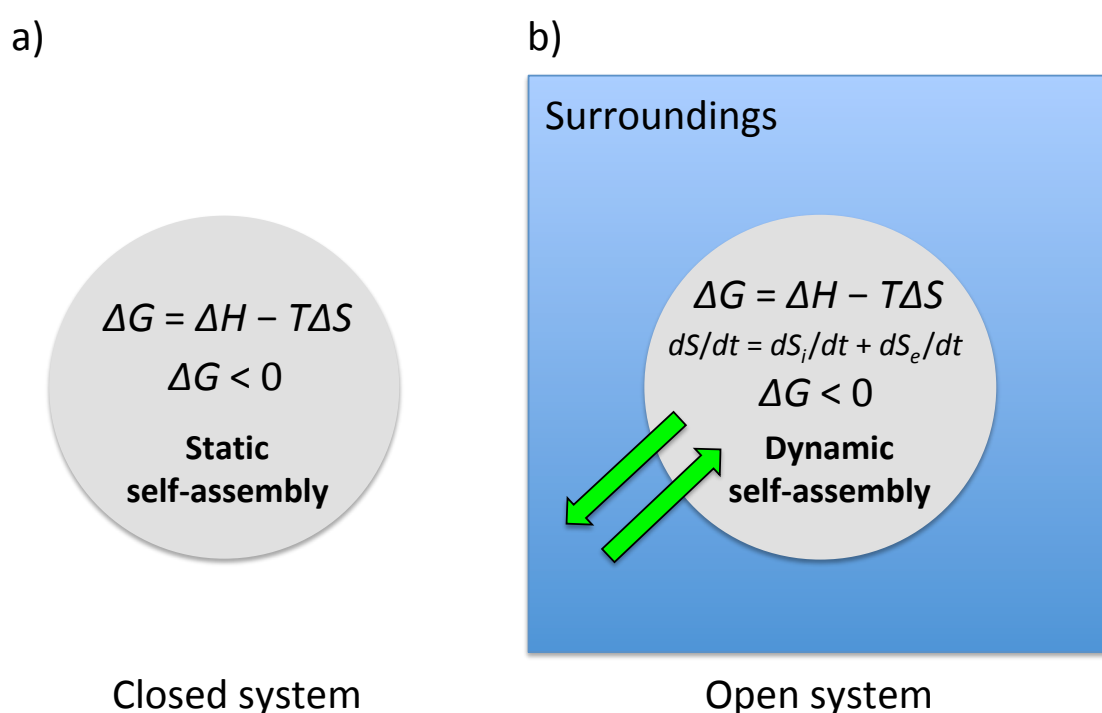 a)
ΔG = ΔH − TΔS
ΔG < 0
Static
self-assembly
Closed system
b)
Surroundings
ΔG = ΔH − TΔS
dS/dt = dSᵢ/dt + dSₑ/dt
ΔG < 0
Dynamic
self-assembly
Open system